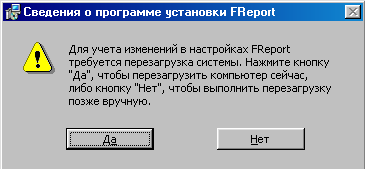 Сведения о программе установки FReport
Для учета изменений в настройках FReport
требуется перезагрузка системы. Нажмите кнопку
"Да", чтобы перезагрузить компьютер сейчас,
либо кнопку "Нет", чтобы выполнить перезагрузку
позже вручную.
Да
Нет